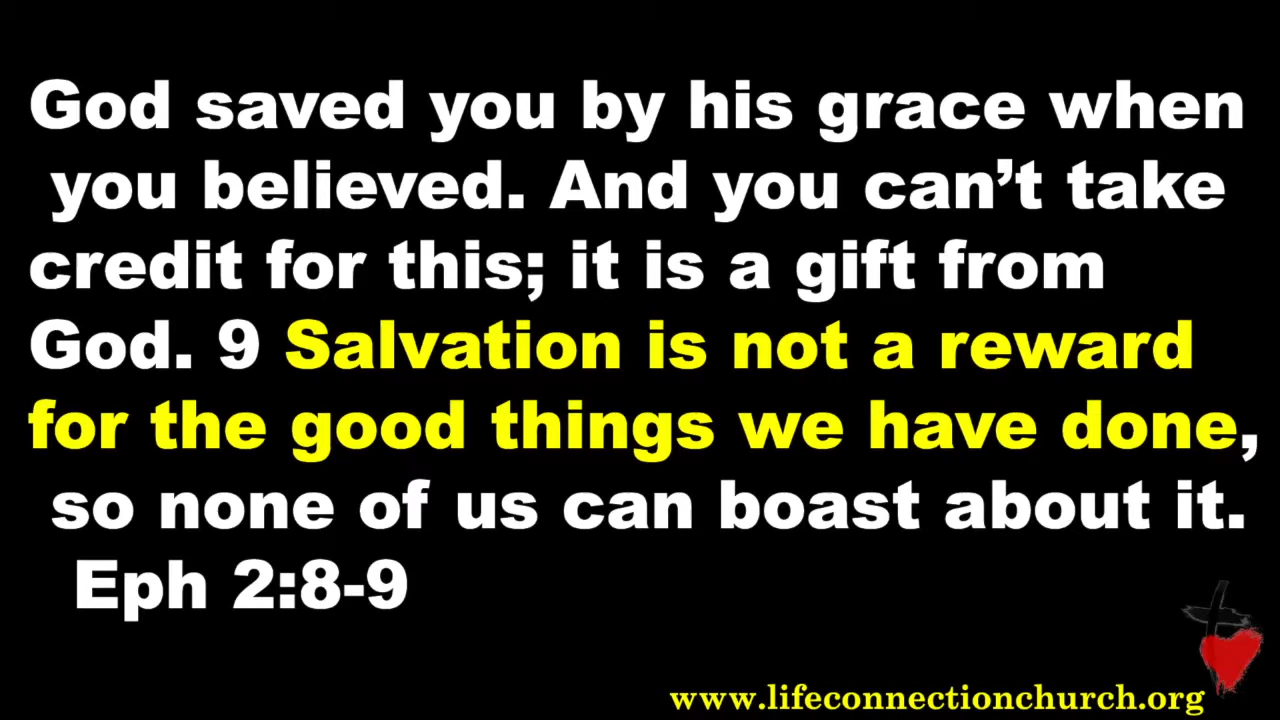 God saved you by his grace when
you believed. And you can’t take
credit for this; it is a gift from
God. 9 Salvation is not a reward
for the good things we have done,
so none of us can boast about it.
Eph 2:8-9
www.lifeconnectionchurch.org